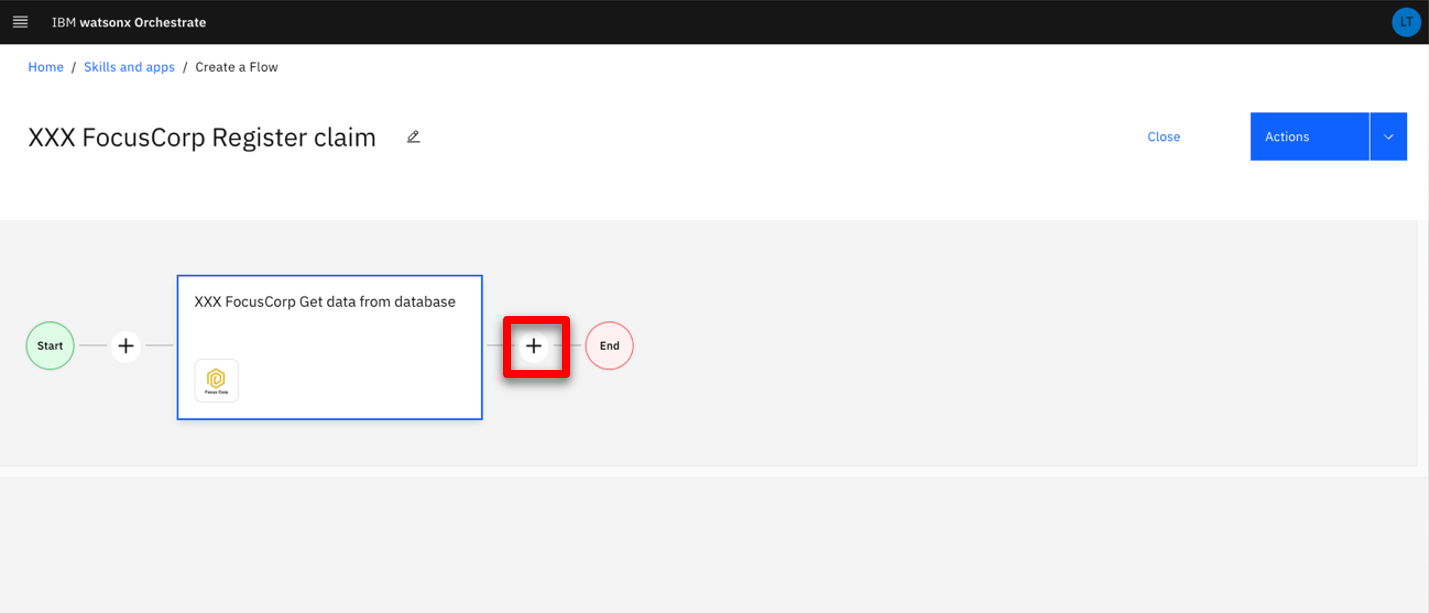 IBM watsonx Orchestrate
LT
Home / Skills and apps / Create a Flow
XXX FocusCorp Register claim
Close
Actions
XXX FocusCorp Get data from database
Start
End
Focus Corp